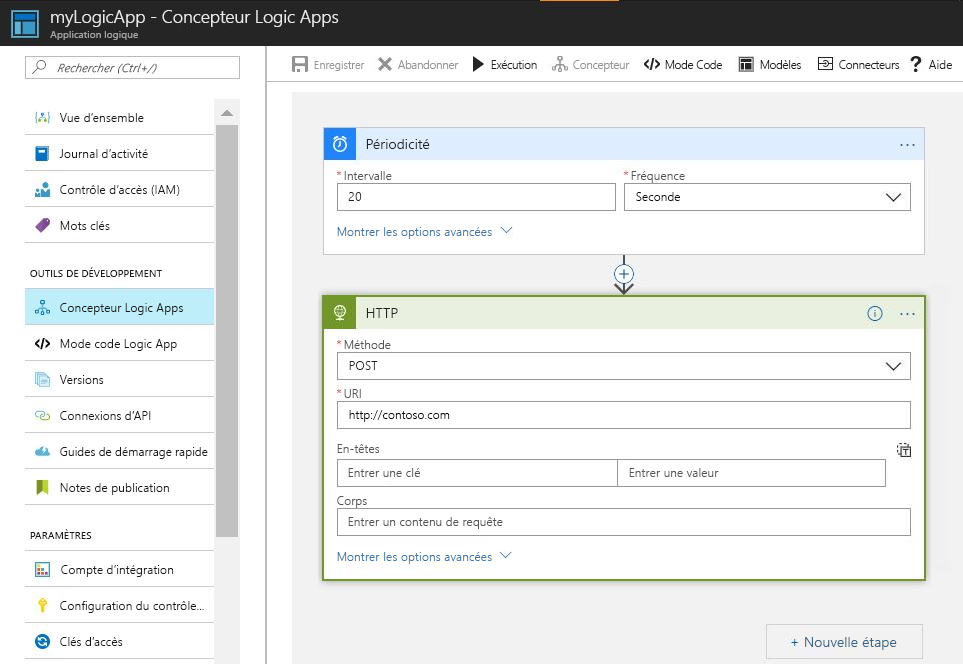 myLogicApp - Concepteur Logic Apps
Application logique
Rechercher (Ctrl+/)
Vue d'ensemble
Journal d'activité
Contrôle d'accès (IAM)
Mots clés
OUTILS DE DÉVELOPPEMENT
Concepteur Logic Apps
Mode code Logic App
Versions
Connexions d'API
Guides de démarrage rapide
Notes de publication
PARAMÈTRES
Compte d'intégration
Configuration du contrôle...
Clés d'accès
Enregistrer Abandonner Exécution Concepteur </> Mode Code Modèles Connecteurs ? Aide
Périodicité ...
* Intervalle * Fréquence
20 Seconde
Montrer les options avancées
HTTP ...
* Méthode
POST
* URI
http://contoso.com
En-têtes
Entrer une clé Entrer une valeur
Corps
Entrer un contenu de requête
Montrer les options avancées
+ Nouvelle étape